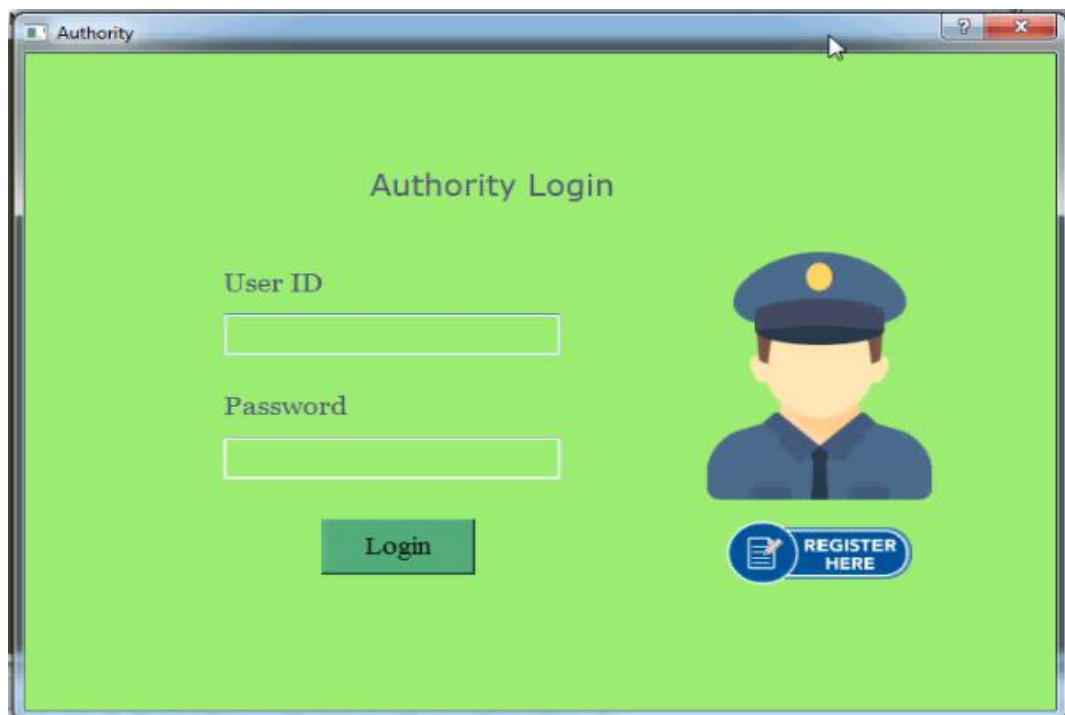 Authority
Authority Login
User ID
Password
Login
REGISTER
HERE